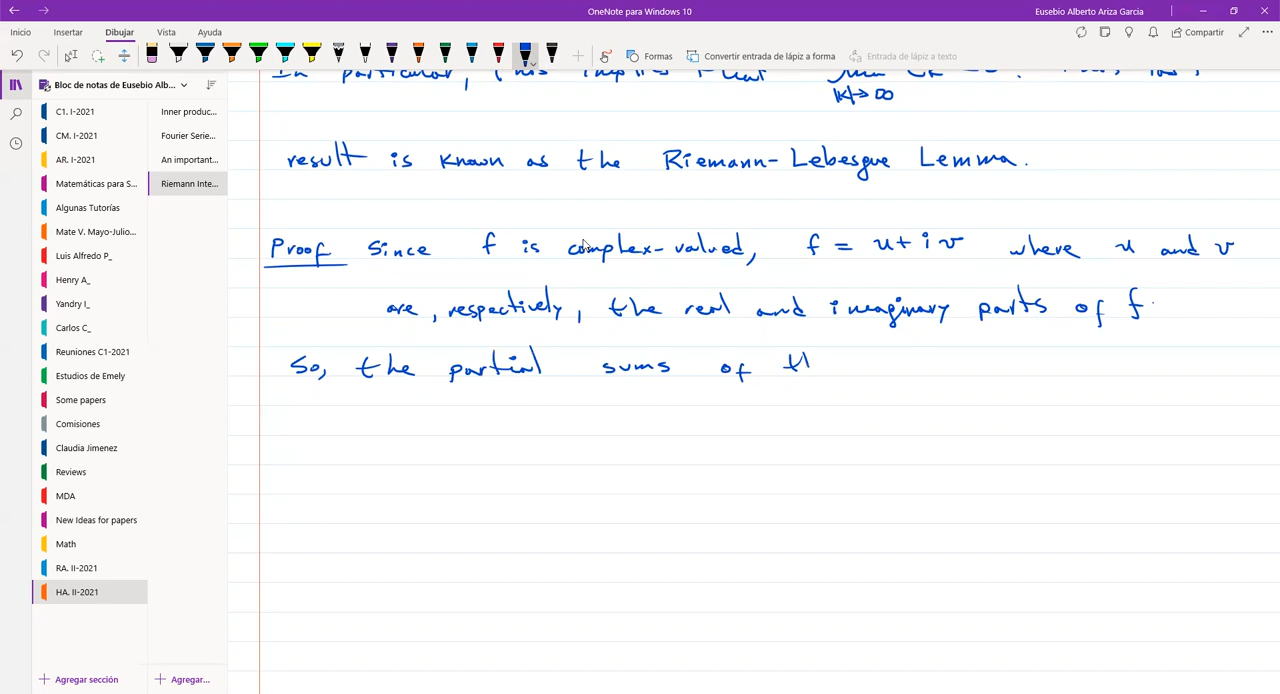 OneNote para Windows 10
Eusebio Alberto Ariza Garcia
Inicio
Insertar
Dibujar
Vista
Ayuda
Compartir
Formas
Convertir entrada de lápiz a forma
Entrada de lápiz a texto
Bloc de notas de Eusebio Alb...
C1. I-2021
CM. I-2021
AR. I-2021
Matemáticas para S...
Algunas Tutorías
Mate V. Mayo-Julio...
Luis Alfredo P_
Henry A_
Yandry I_
Carlos C_
Reuniones C1-2021
Estudios de Emely
Some papers
Comisiones
Claudia Jimenez
Reviews
MDA
New Ideas for papers
Math
RA. II-2021
HA. II-2021
Agregar sección
Inner produc...
Fourier Serie...
An important...
Riemann Inte...
Agregar...
In particular, this implies that
|K|→∞
result is known as the Riemann-Lebesgue Lemma.
Proof Since f is complex-valued, f = u + i v where u and v
are, respectively, the real and imaginary parts of f.
So, the partial sums of th